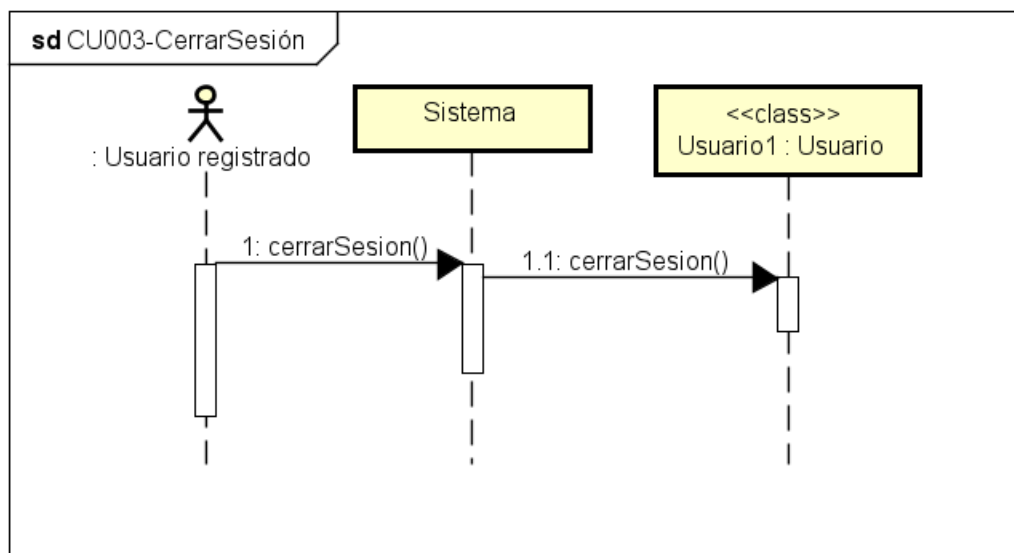 sd CU003-CerrarSesión
: Usuario registrado
Sistema
<<class>>
Usuario1 : Usuario
1: cerrarSesion()
1.1: cerrarSesion()